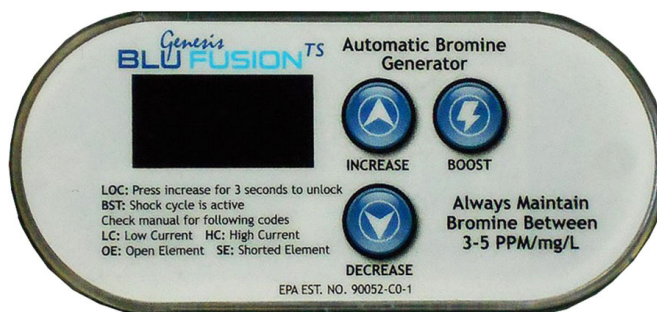 Genesis
BLU FUSION TS
Automatic Bromine
Generator
INCREASE
BOOST
LOC: Press increase for 3 seconds to unlock
BST: Shock cycle is active
Check manual for following codes
LC: Low Current HC: High Current
OE: Open Element SE: Shorted Element
DECREASE
Always Maintain
Bromine Between
3-5 PPM/mg/L
EPA EST. NO. 90052-C0-1